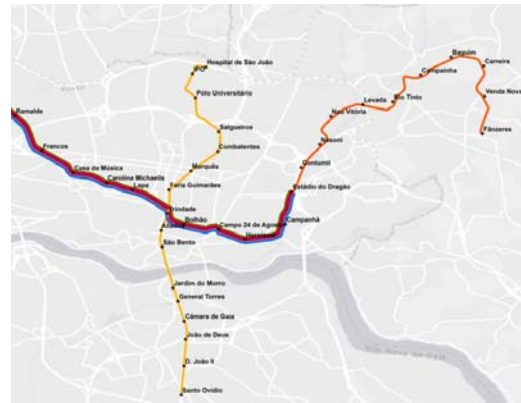 Hospital de São João
IPO
Pólo Universitário
Salgueiros
Combatentes
Marquês
Faria Guimarães
Trindade
Bolhão
São Bento
Jardim do Morro
General Torres
Câmara de Gaia
João de Deus
D. João II
Santo Ovídio
Ramalde
Francos
Casa da Música
Carolina Michaelis
Lapa
Campo 24 de Agosto
Campanhã
Estádio do Dragão
Contumil
Nasoni
Nau Vitória
Levada
Rio Tinto
Campainha
Baguim
Carreira
Venda Nova
Fânzeres